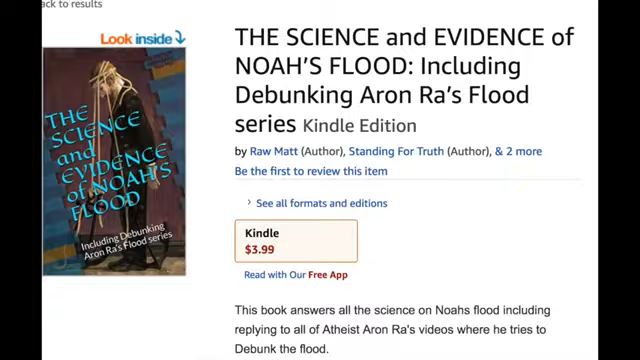 ack to results
Look inside
THE
SCIENCE
and
EVIDENCE
of NOAH'S
FLOOD
Including Debunking
Aron Ra's Flood series
THE SCIENCE and EVIDENCE of
NOAH'S FLOOD: Including
Debunking Aron Ra's Flood
series Kindle Edition
by Raw Matt (Author), Standing For Truth (Author), & 2 more
Be the first to review this item
See all formats and editions
Kindle
$3.99
Read with Our Free App
This book answers all the science on Noahs flood including
replying to all of Atheist Aron Ra's videos where he tries to
Debunk the flood.